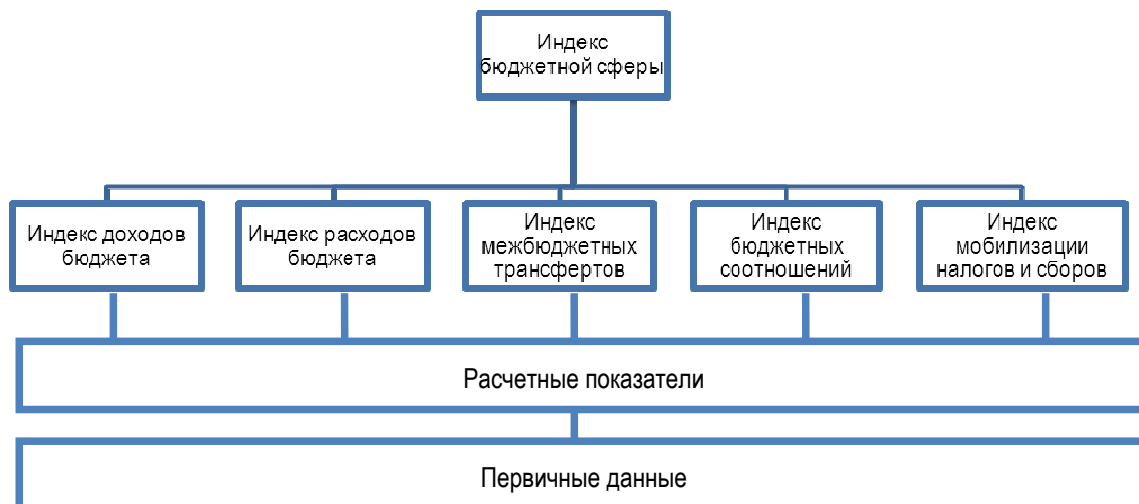 Индекс
бюджетной сферы
Индекс доходов
бюджета
Индекс расходов
бюджета
Индекс
межбюджетных
трансфертов
Индекс
бюджетных
соотношений
Индекс
мобилизации
налогов и сборов
Расчетные показатели
Первичные данные